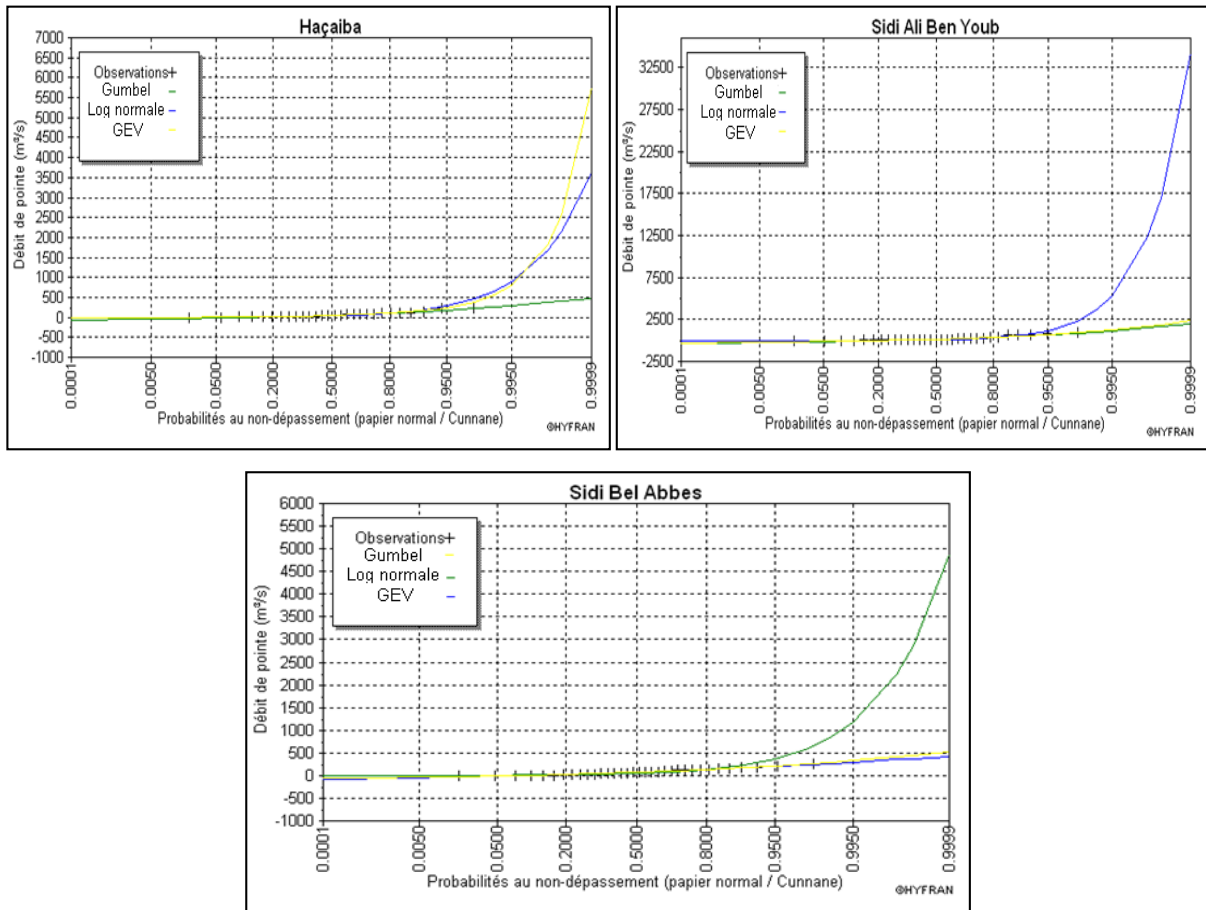 Haçaiba
7000
6500
6000
5500
5000
4500
4000
3500
3000
2500
2000
1500
1000
500
0
-500
-1000
Débit de pointe (m³/s)
Observations+
Gumbel
Log normale
GEV
0.0001
0.0050
0.0500
0.2000
0.5000
0.8000
0.9500
0.9950
0.9999
Probabilités au non-dépassement (papier normal / Cunnane)
©HYFRAN
Sidi Ali Ben Youb
32500
27500
22500
17500
12500
7500
2500
-2500
Débit de pointe (m³/s)
Observations+
Gumbel
Log normale
GEV
0.0001
0.0050
0.0500
0.2000
0.5000
0.8000
0.9500
0.9950
0.9999
Probabilités au non-dépassement (papier normal / Cunnane)
©HYFRAN
Sidi Bel Abbes
6000
5500
5000
4500
4000
3500
3000
2500
2000
1500
1000
500
0
-500
-1000
Débit de pointe (m³/s)
Observations+
Gumbel
Log normale
GEV
0.0001
0.0050
0.0500
0.2000
0.5000
0.8000
0.9500
0.9950
0.9999
Probabilités au non-dépassement (papier normal / Cunnane)
©HYFRAN